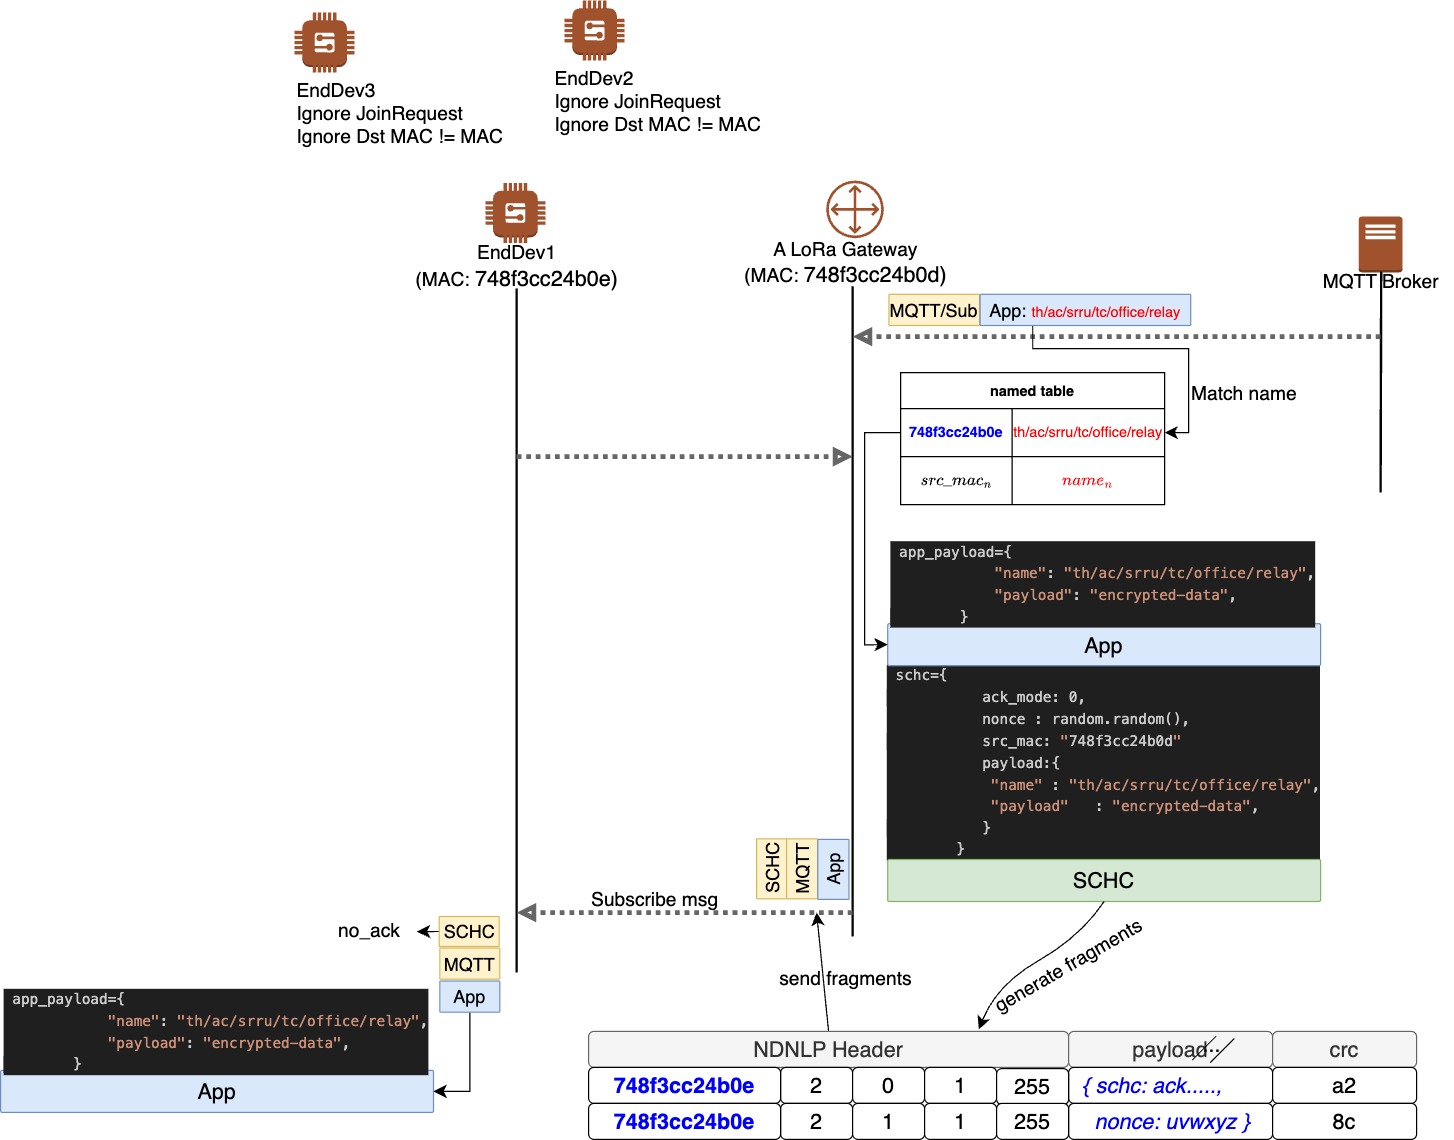 EndDev3
Ignore JoinRequest
Ignore Dst MAC != MAC
EndDev2
Ignore JoinRequest
Ignore Dst MAC != MAC
EndDev1
(MAC: 748f3cc24b0e)
A LoRa Gateway
(MAC: 748f3cc24b0d)
MQTT Broker
MQTT/Sub
App: th/ac/srru/tc/office/relay
Match name
named table
748f3cc24b0e th/ac/srru/tc/office/relay
src_mac_n name_n
app_payload={
"name": "th/ac/srru/tc/office/relay",
"payload": "encrypted-data",
}
App
schc={
ack_mode: 0,
nonce : random.random(),
src_mac: "748f3cc24b0d"
payload:{
"name" : "th/ac/srru/tc/office/relay",
"payload" : "encrypted-data",
}
}
SCHC
SCHC
MQTT
App
Subscribe msg
no_ack
SCHC
MQTT
App
app_payload={
"name": "th/ac/srru/tc/office/relay",
"payload": "encrypted-data",
}
App
send fragments
generate fragments
NDNLP Header payload crc
748f3cc24b0e 2 0 1 255 { schc: ack....., a2
748f3cc24b0e 2 1 1 255 nonce: uvwxyz } 8c